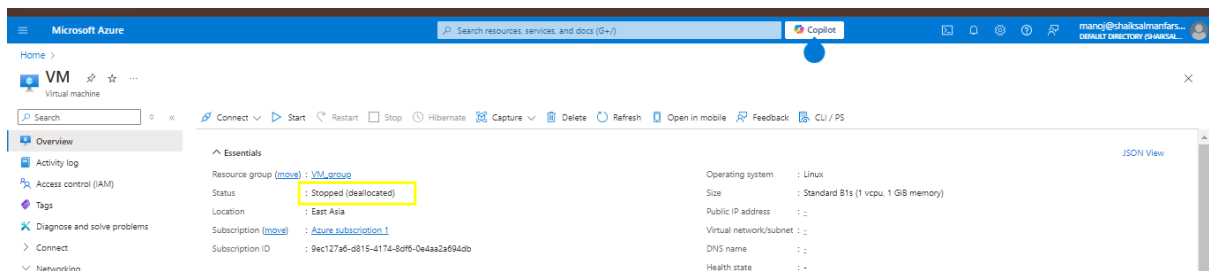 Microsoft Azure
Search resources, services, and docs (G+/)
Copilot
manoj@shaiksalmanfars...
DEFAULT DIRECTORY (SHAIKSAL...
Home >
VM
Virtual machine
Search
Connect
Start
Restart
Stop
Hibernate
Capture
Delete
Refresh
Open in mobile
Feedback
CLI / PS
Overview
Activity log
Access control (IAM)
Tags
Diagnose and solve problems
Connect
Networking
Essentials
JSON View
Resource group (move) : VM_group
Status : Stopped (deallocated)
Location : East Asia
Subscription (move) : Azure subscription 1
Subscription ID : 9ec127a6-d815-4174-8df6-0e4aa2a694db
Operating system : Linux
Size : Standard B1s (1 vcpu, 1 GiB memory)
Public IP address : -
Virtual network/subnet : -
DNS name : -
Health state : -